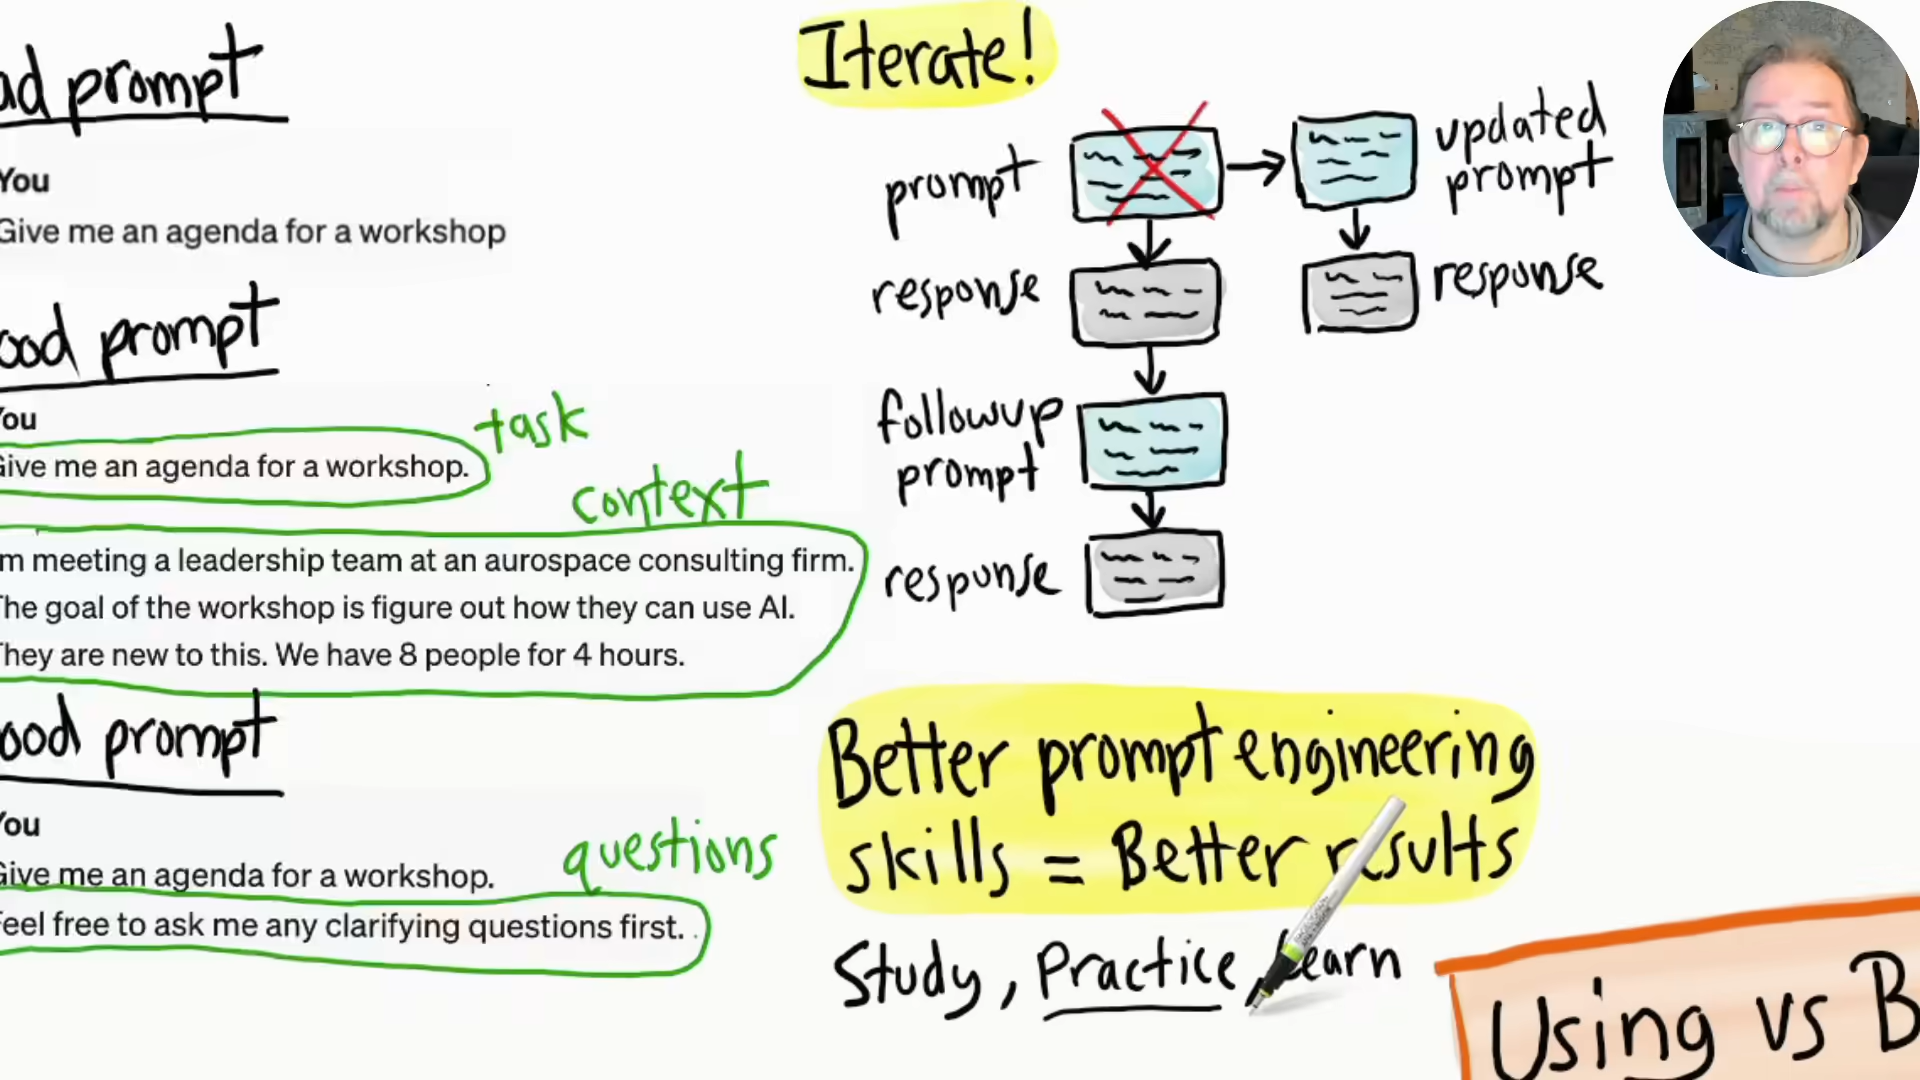 ad prompt
You
Give me an agenda for a workshop
ood prompt
You
Give me an agenda for a workshop.
task
context
m meeting a leadership team at an aurospace consulting firm.
The goal of the workshop is figure out how they can use AI.
They are new to this. We have 8 people for 4 hours.
ood prompt
You
Give me an agenda for a workshop.
questions
Feel free to ask me any clarifying questions first.
Iterate!
prompt
updated
prompt
response
response
followup
prompt
response
Better prompt engineering
skills = Better results
Study, Practice, Learn
Using vs B